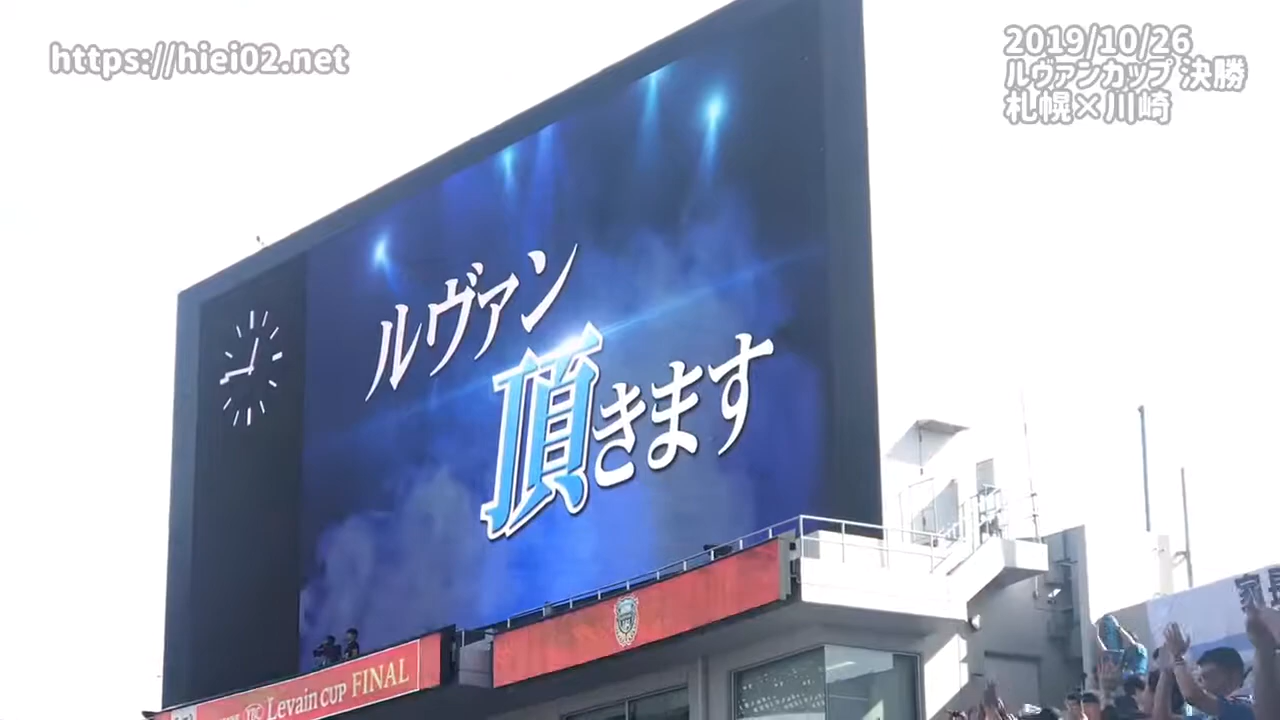 https://hiei02.net
2019/10/26
ルヴァンカップ 決勝
札幌×川崎
ルヴァン
頂きます
Levain CUP FINAL